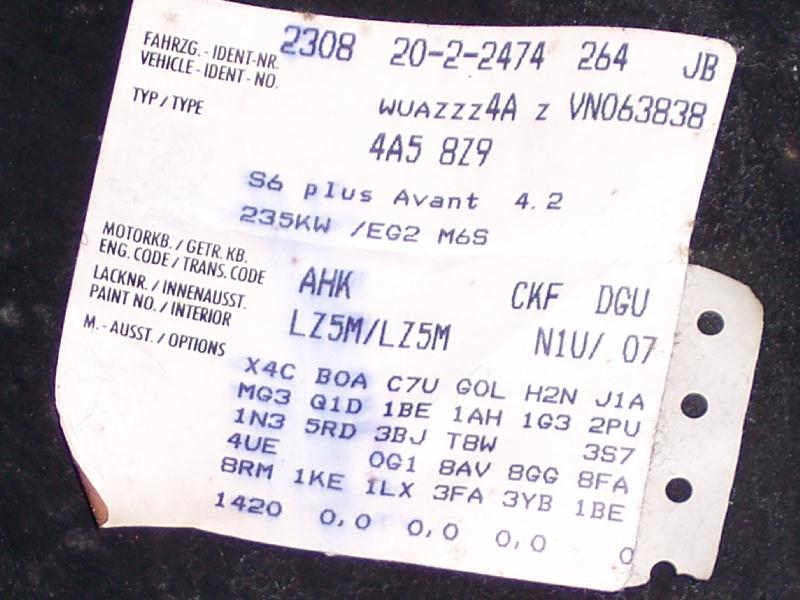 2308 20-2-2474 264 JB
FAHRZG. - IDENT-NR.
VEHICLE - IDENT - NO.
WUAZZZ4A Z VN063838
TYP / TYPE
4A5 8Z9
S6 plus Avant 4.2
235KW /EG2 M6S
MOTORKB. / GETR. KB.
ENG. CODE / TRANS. CODE
AHK CKF DGU
LACKNR. / INNENAUSST.
PAINT NO. / INTERIOR
LZ5M/LZ5M N1U/ 07
M. - AUSST. / OPTIONS
X4C BOA C7U GOL H2N J1A
MG3 Q1D 1BE 1AH 1G3 2PU
1N3 5RD 3BJ T8W 3S7
4UE 0G1 8AV 8GG 8FA
8RM 1KE 1LX 3FA 3YB 1BE
1420 0,0 0,0 0,0 0